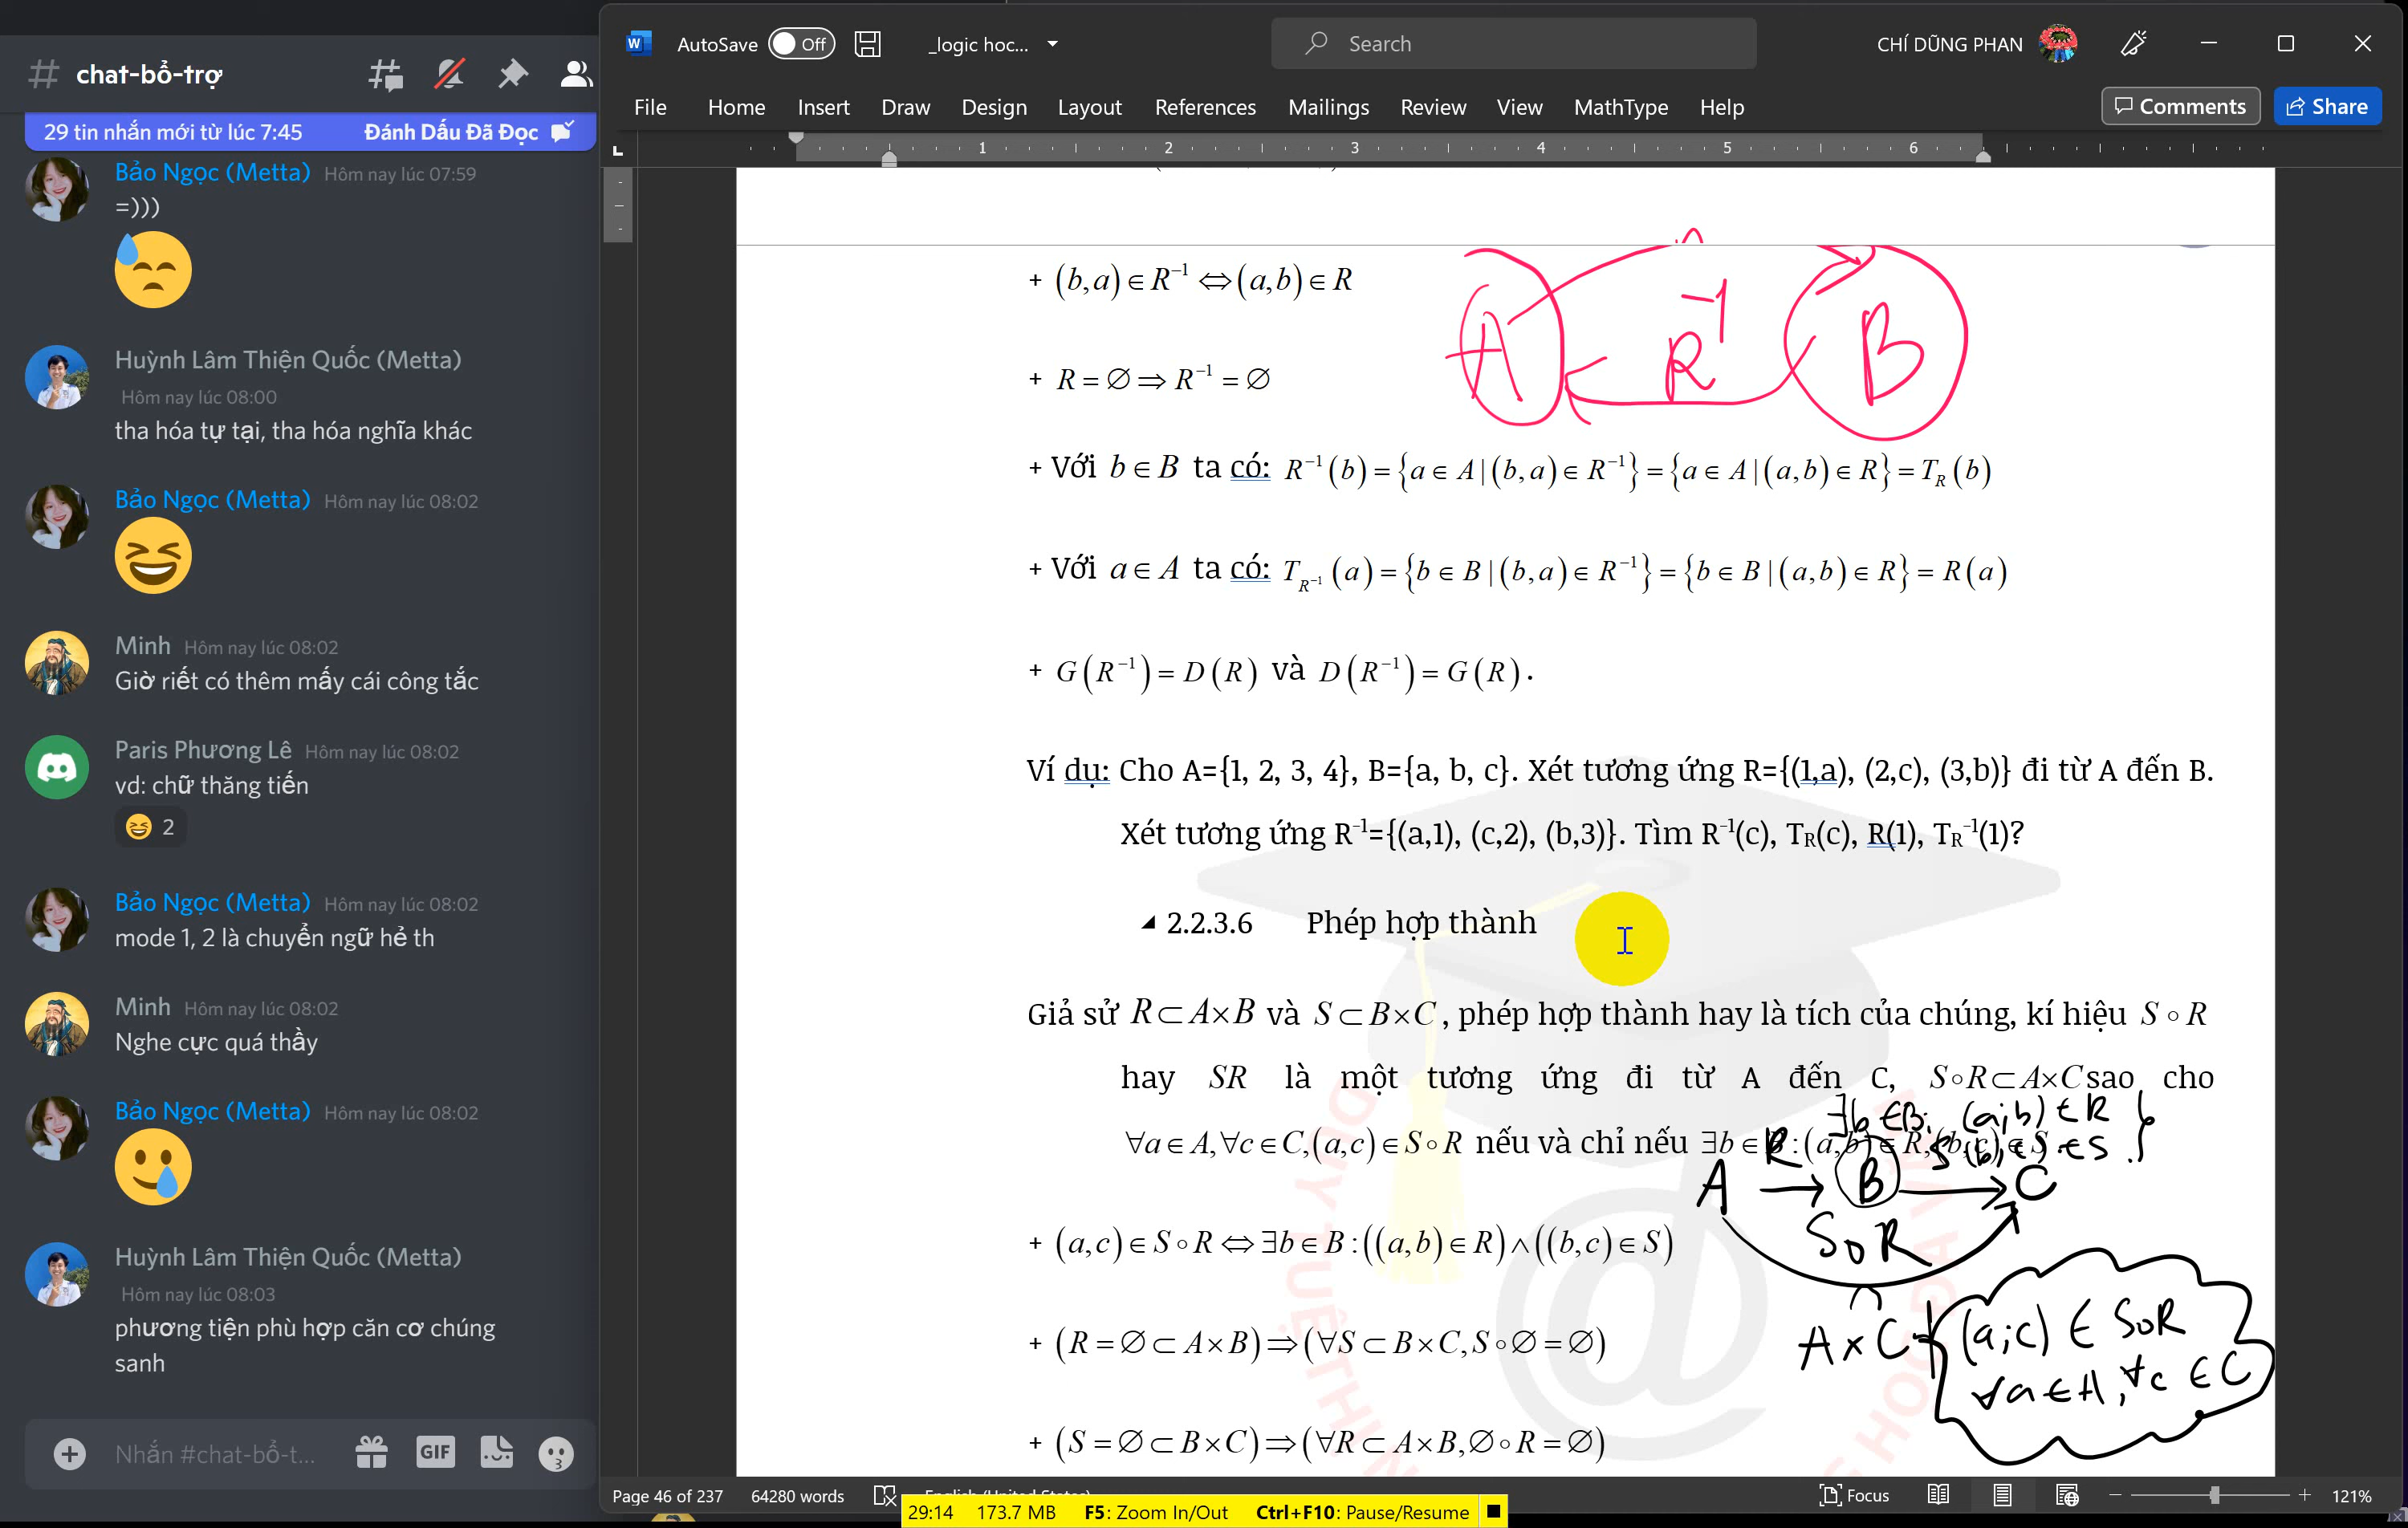 # chat-bổ-trợ
29 tin nhắn mới từ lúc 7:45 Đánh Dấu Đã Đọc
Bảo Ngọc (Metta) Hôm nay lúc 07:59
=)))
Huỳnh Lâm Thiện Quốc (Metta)
Hôm nay lúc 08:00
tha hóa tự tại, tha hóa nghĩa khác
Bảo Ngọc (Metta) Hôm nay lúc 08:02
Minh Hôm nay lúc 08:02
Giờ riết có thêm mấy cái công tắc
Paris Phương Lê Hôm nay lúc 08:02
vd: chữ thăng tiến
2
Bảo Ngọc (Metta) Hôm nay lúc 08:02
mode 1, 2 là chuyển ngữ hẻ th
Minh Hôm nay lúc 08:02
Nghe cực quá thầy
Bảo Ngọc (Metta) Hôm nay lúc 08:02
Huỳnh Lâm Thiện Quốc (Metta)
Hôm nay lúc 08:03
phương tiện phù hợp căn cơ chúng
sanh
Nhắn #chat-bổ-t...
GIF
AutoSave Off _logic hoc... Search CHÍ DŨNG PHAN
File Home Insert Draw Design Layout References Mailings Review View MathType Help Comments Share
1 2 3 4 5 6
+ (b,a) ∈ R⁻¹ ⇔ (a,b) ∈ R
A R⁻¹ B
+ R = ∅ ⇒ R⁻¹ = ∅
+ Với b ∈ B ta có: R⁻¹(b) = {a ∈ A | (b,a) ∈ R⁻¹} = {a ∈ A | (a,b) ∈ R} = T_R(b)
+ Với a ∈ A ta có: T_{R⁻¹}(a) = {b ∈ B | (b,a) ∈ R⁻¹} = {b ∈ B | (a,b) ∈ R} = R(a)
+ G(R⁻¹) = D(R) và D(R⁻¹) = G(R).
Ví dụ: Cho A={1, 2, 3, 4}, B={a, b, c}. Xét tương ứng R={(1,a), (2,c), (3,b)} đi từ A đến B.
Xét tương ứng R⁻¹={(a,1), (c,2), (b,3)}. Tìm R⁻¹(c), T_R(c), R(1), T_R⁻¹(1)?
2.2.3.6 Phép hợp thành
Giả sử R ⊂ A×B và S ⊂ B×C, phép hợp thành hay là tích của chúng, kí hiệu S ∘ R
hay SR là một tương ứng đi từ A đến C, S∘R ⊂ A×C sao cho
∃b ∈ B: (a;b) ∈ R
∀a ∈ A, ∀c ∈ C, (a,c) ∈ S∘R nếu và chỉ nếu ∃b ∈ B : (a,b) ∈ R, (b,c) ∈ S
A R B S C
S∘R
+ (a,c) ∈ S∘R ⇔ ∃b ∈ B : ((a,b) ∈ R) ∧ ((b,c) ∈ S)
+ (R = ∅ ⊂ A×B) ⇒ (∀S ⊂ B×C, S∘∅ = ∅)
A×C (a;c) ∈ S∘R
∀a ∈ A, ∀c ∈ C
+ (S = ∅ ⊂ B×C) ⇒ (∀R ⊂ A×B, ∅∘R = ∅)
Page 46 of 237 64280 words English (United States) Focus 121%
29:14 173.7 MB F5: Zoom In/Out Ctrl+F10: Pause/Resume